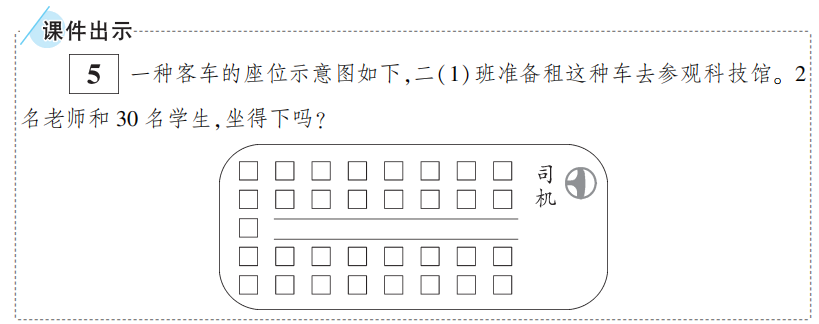 课件出示
5 一种客车的座位示意图如下,二(1)班准备租这种车去参观科技馆。2
名老师和 30 名学生,坐得下吗?
司
机